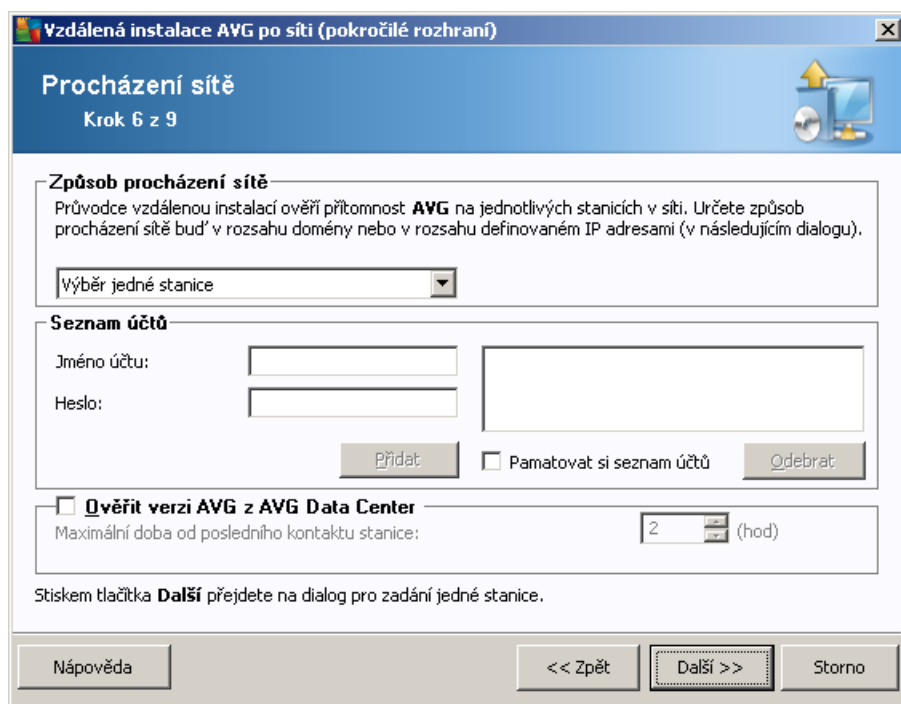 Vzdálená instalace AVG po síti (pokročilé rozhraní)
Procházení sítě
Krok 6 z 9
Způsob procházení sítě
Průvodce vzdálenou instalací ověří přítomnost AVG na jednotlivých stanicích v síti. Určete způsob
procházení sítě buď v rozsahu domény nebo v rozsahu definovaném IP adresami (v následujícím dialogu).
Výběr jedné stanice
Seznam účtů
Jméno účtu:
Heslo:
Přidat
Pamatovat si seznam účtů
Odebrat
Ověřit verzi AVG z AVG Data Center
Maximální doba od posledního kontaktu stanice:
2
(hod)
Stiskem tlačítka Další přejdete na dialog pro zadání jedné stanice.
Nápověda
<< Zpět
Další >>
Storno